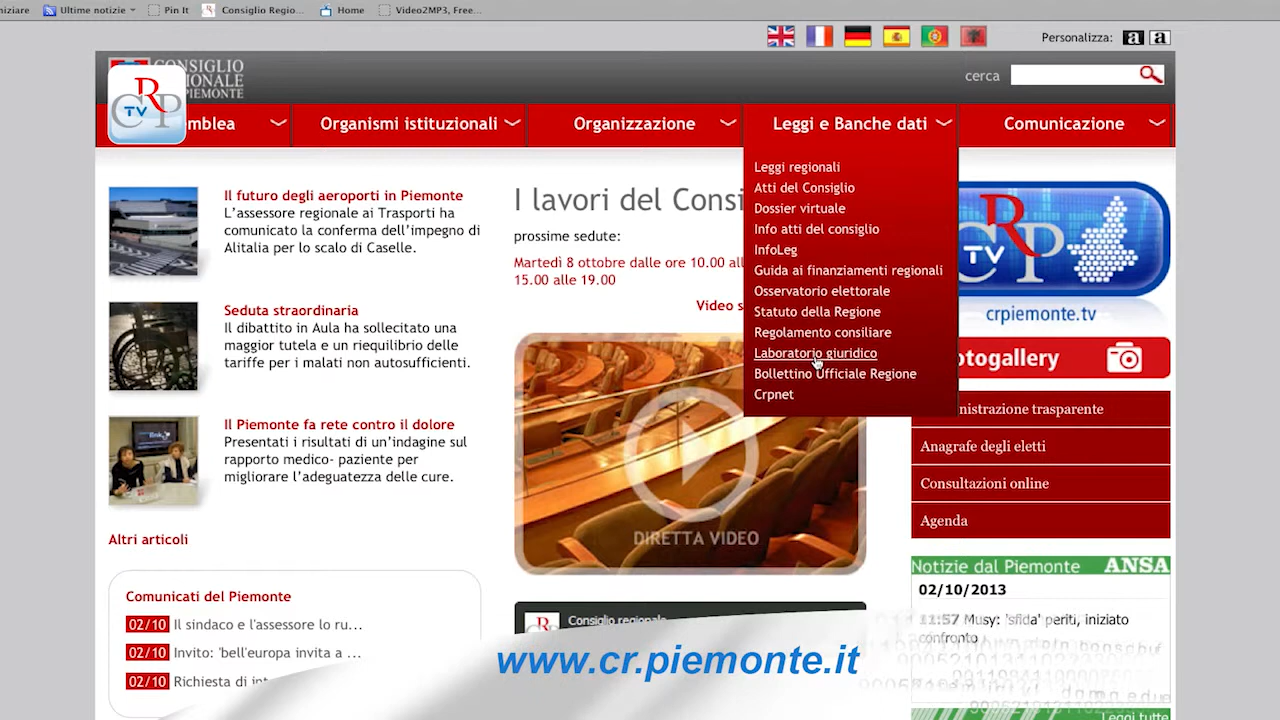 niziare
Ultime notizie
Pin It
Consiglio Regio...
Home
Video2MP3, Free...
Personalizza: a a
CONSIGLIO
REGIONALE
PIEMONTE
cerca
CRP
TV
mblea
Organismi istituzionali
Organizzazione
Leggi e Banche dati
Comunicazione
Leggi regionali
Atti del Consiglio
Dossier virtuale
Info atti del consiglio
InfoLeg
Guida ai finanziamenti regionali
Osservatorio elettorale
Statuto della Regione
Regolamento consiliare
Laboratorio giuridico
Bollettino Ufficiale Regione
Crpnet
Il futuro degli aeroporti in Piemonte
L’assessore regionale ai Trasporti ha
comunicato la conferma dell’impegno di
Alitalia per lo scalo di Caselle.
Seduta straordinaria
Il dibattito in Aula ha sollecitato una
maggior tutela e un riequilibrio delle
tariffe per i malati non autosufficienti.
Il Piemonte fa rete contro il dolore
Presentati i risultati di un’indagine sul
rapporto medico- paziente per
migliorare l’adeguatezza delle cure.
Altri articoli
Comunicati del Piemonte
02/10 Il sindaco e l'assessore lo ru...
02/10 Invito: 'bell'europa invita a ...
02/10 Richiesta di int
I lavori del Consi
prossime sedute:
Martedì 8 ottobre dalle ore 10.00 all
15.00 alle 19.00
Video s
DIRETTA VIDEO
Consiglio regionale
CRP
TV
crpiemonte.tv
otogallery
nistrazione trasparente
Anagrafe degli eletti
Consultazioni online
Agenda
Notizie dal Piemonte ANSA
02/10/2013
11:57 Musy: 'sfida' periti, iniziato
confronto
www.cr.piemonte.it
Leggi tutte